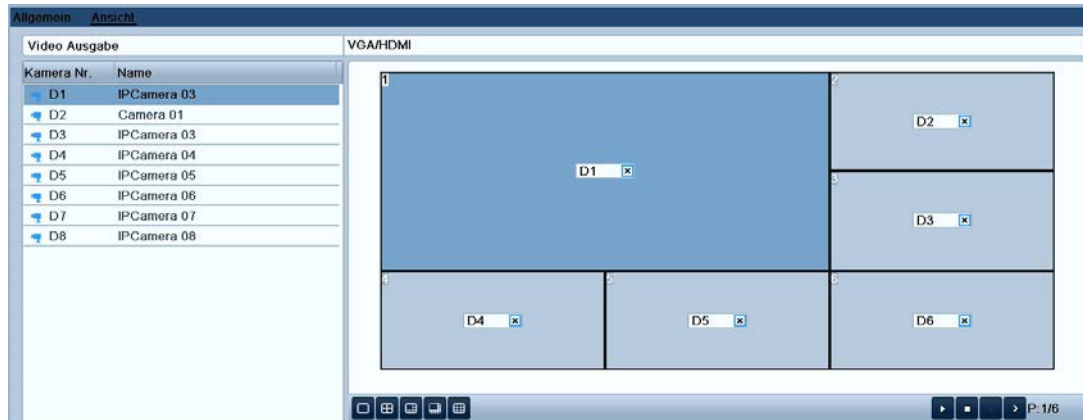 Allgemein Ansicht
Video Ausgabe VGA/HDMI
Kamera Nr. Name
D1 IPCamera 03
D2 Camera 01
D3 IPCamera 03
D4 IPCamera 04
D5 IPCamera 05
D6 IPCamera 06
D7 IPCamera 07
D8 IPCamera 08
1 2
D2
D1
3
D3
4 5 6
D4 D5 D6
P:1/6